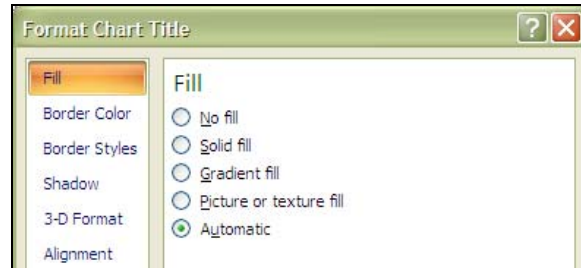 Format Chart Title
Fill
Border Color
Border Styles
Shadow
3-D Format
Alignment
Fill
No fill
Solid fill
Gradient fill
Picture or texture fill
Automatic